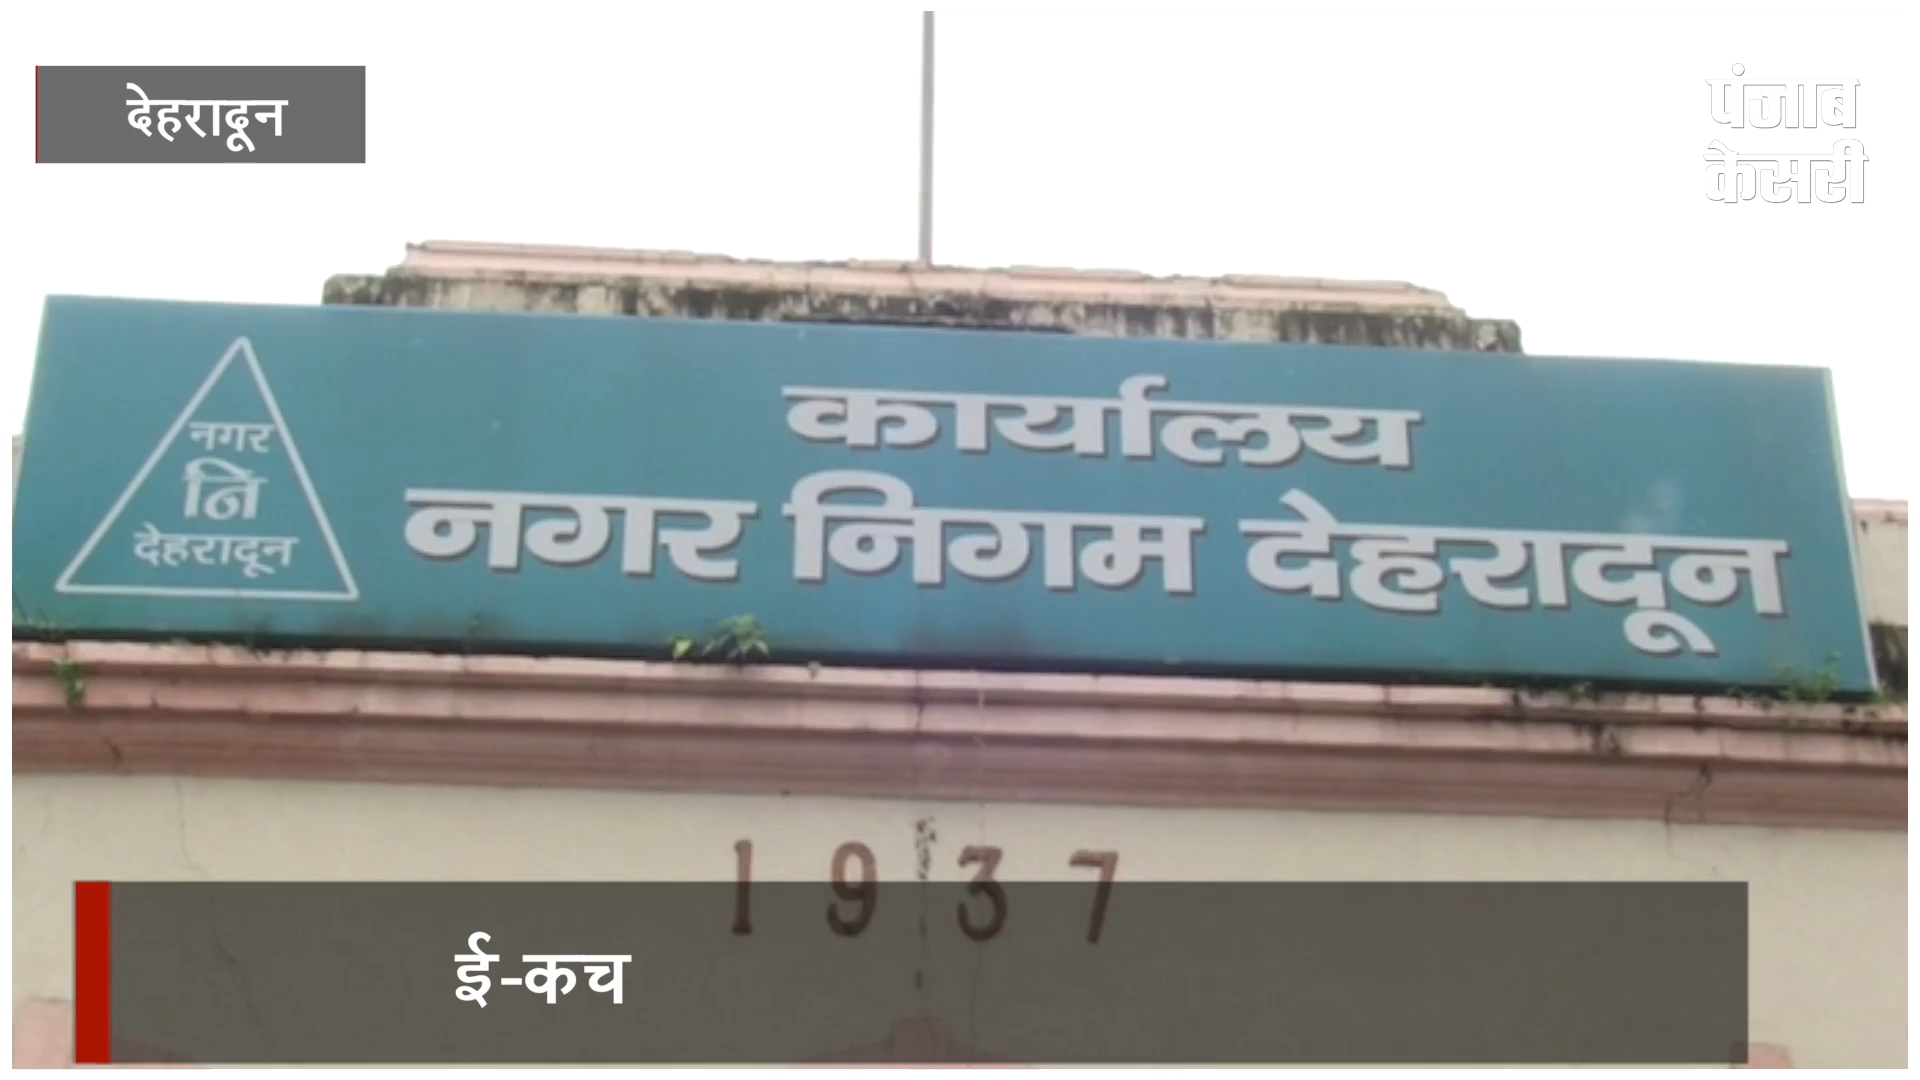 देहरादून
पंजाब
केसरी
नगर
नि
देहरादून
कार्यालय
नगर निगम देहरादून
1937
ई-कच